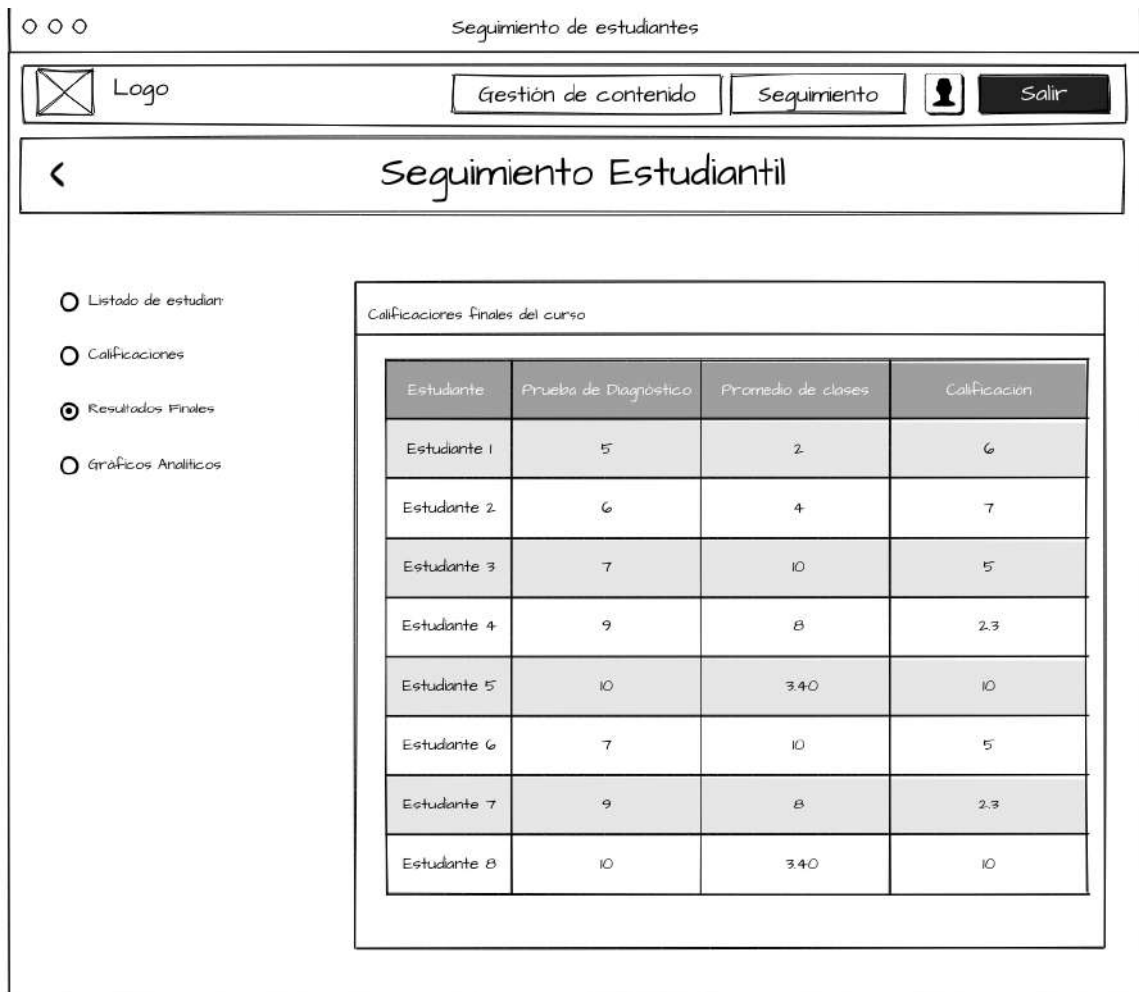 Seguimiento de estudiantes
Logo
Gestión de contenido
Seguimiento
Salir
Seguimiento Estudiantil
Listado de estudian
Calificaciones
Resultados Finales
Gráficos Analíticos
Calificaciones finales del curso
Estudiante Prueba de Diagnóstico Promedio de clases Calificación
Estudiante 1 5 2 6
Estudiante 2 6 4 7
Estudiante 3 7 10 5
Estudiante 4 9 8 2.3
Estudiante 5 10 3.40 10
Estudiante 6 7 10 5
Estudiante 7 9 8 2.3
Estudiante 8 10 3.40 10